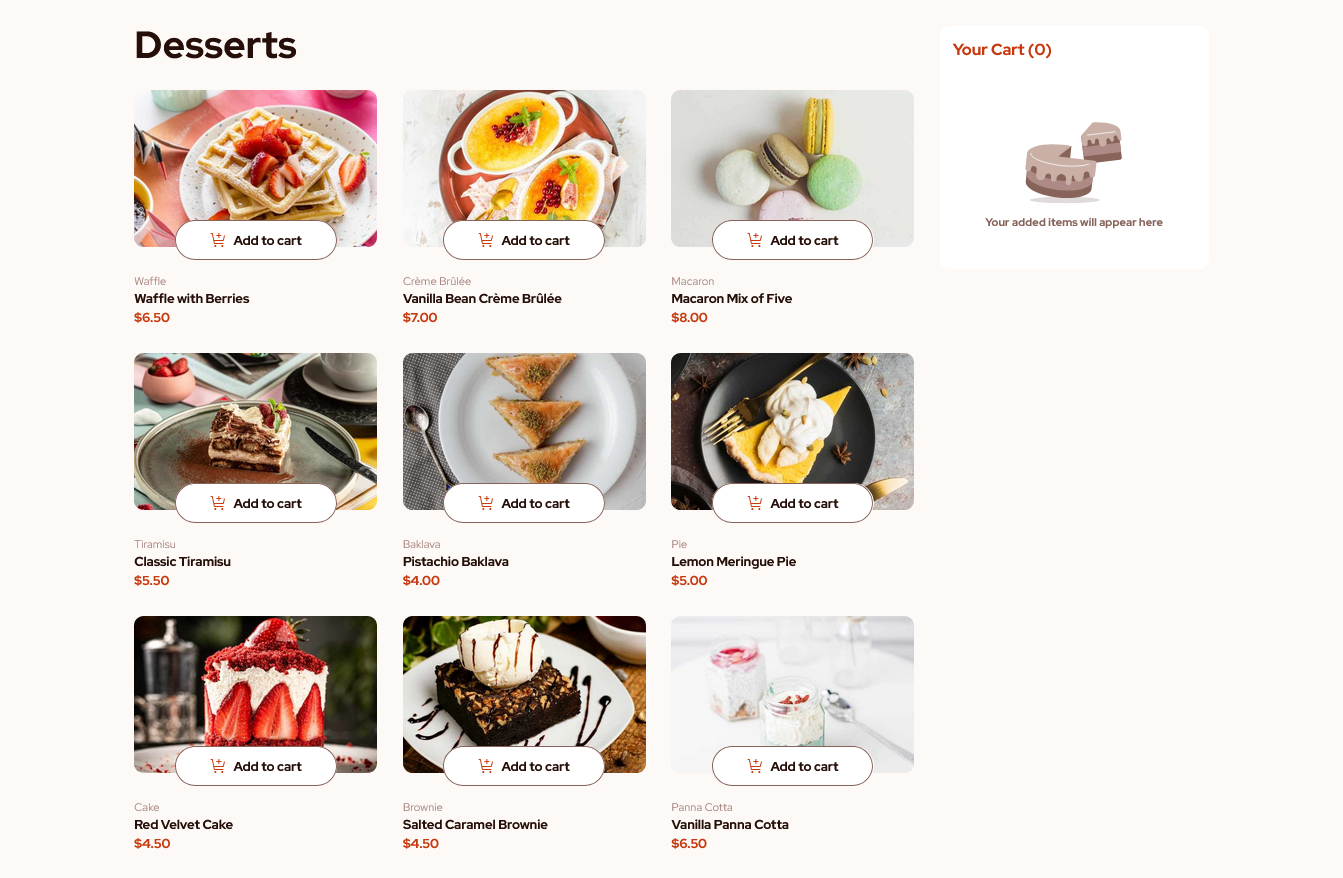 Desserts
Your Cart (0)
Your added items will appear here
Add to cart
Add to cart
Add to cart
Waffle
Waffle with Berries
$6.50
Crème Brûlée
Vanilla Bean Crème Brûlée
$7.00
Macaron
Macaron Mix of Five
$8.00
Add to cart
Add to cart
Add to cart
Tiramisu
Classic Tiramisu
$5.50
Baklava
Pistachio Baklava
$4.00
Pie
Lemon Meringue Pie
$5.00
Add to cart
Add to cart
Add to cart
Cake
Red Velvet Cake
$4.50
Brownie
Salted Caramel Brownie
$4.50
Panna Cotta
Vanilla Panna Cotta
$6.50